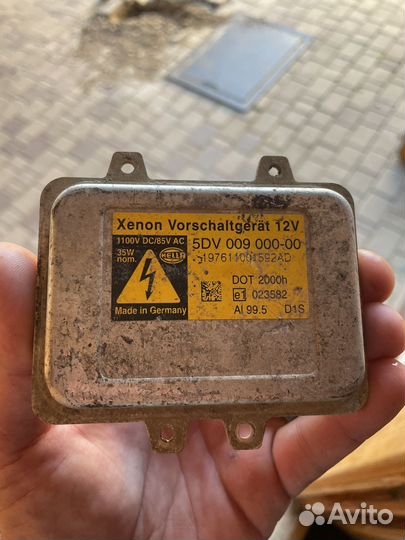 Xenon Vorschaltgerät 12V
1100V DC/85V AC
35W
nom.
HELLA
Made in Germany
5DV 009 000-00
DOT 2000h
e1 023582
Al 99.5 D1S
Avito